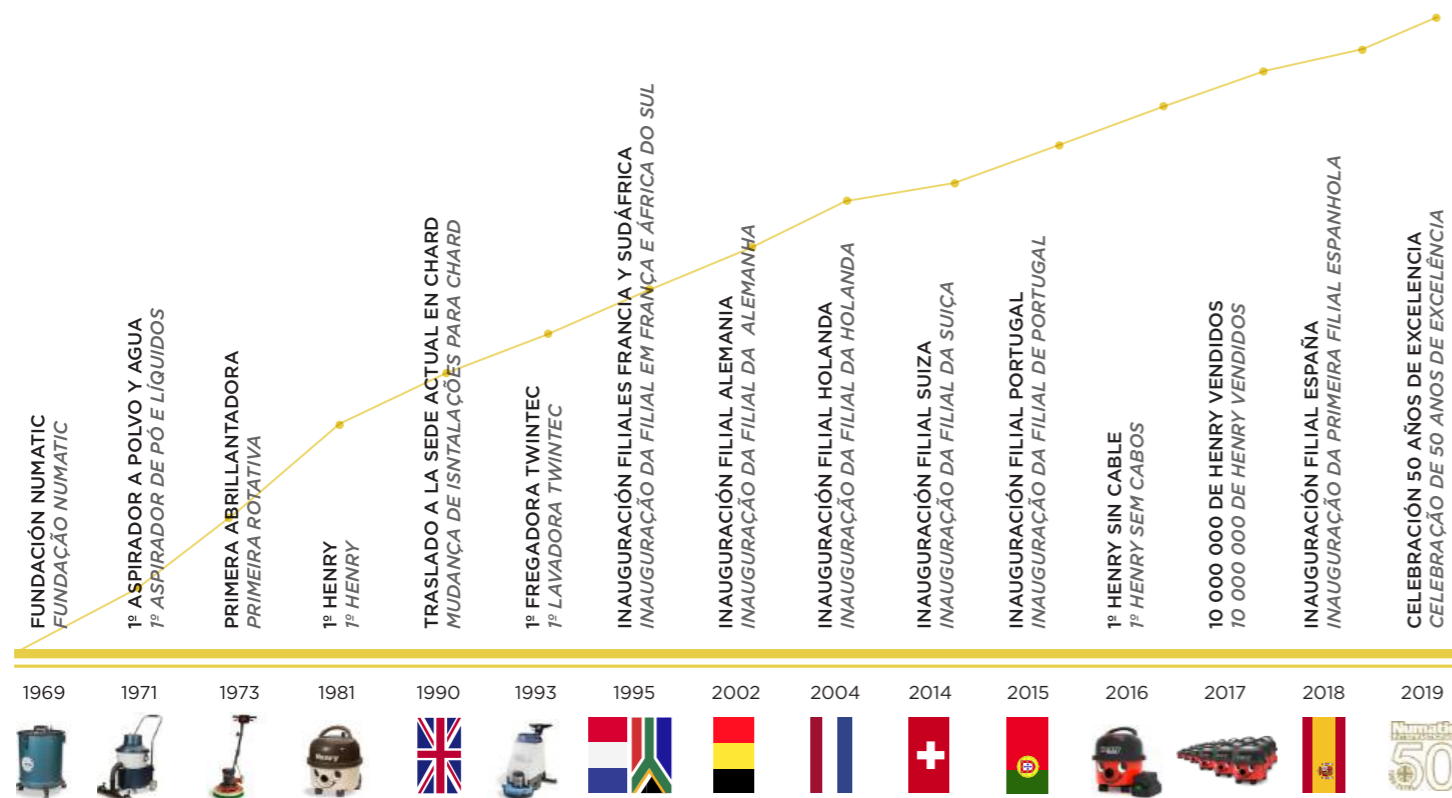 FUNDACIÓN NUMATIC
FUNDAÇÃO NUMATIC
1º ASPIRADOR A POLVO Y AGUA
1º ASPIRADOR DE PÓ E LÍQUIDOS
PRIMERA ABRILLANTADORA
PRIMEIRA ROTATIVA
1º HENRY
1º HENRY
TRASLADO A LA SEDE ACTUAL EN CHARD
MUDANÇA DE ISNTALAÇÕES PARA CHARD
1º FREGADORA TWINTEC
1º LAVADORA TWINTEC
INAUGURACIÓN FILIALES FRANCIA Y SUDÁFRICA
INAUGURAÇÃO DA FILIAL EM FRANÇA E ÁFRICA DO SUL
INAUGURACIÓN FILIAL ALEMANIA
INAUGURAÇÃO DA FILIAL DA ALEMANHA
INAUGURACIÓN FILIAL HOLANDA
INAUGURAÇÃO DA FILIAL DA HOLANDA
INAUGURACIÓN FILIAL SUIZA
INAUGURAÇÃO DA FILIAL DA SUIÇA
INAUGURACIÓN FILIAL PORTUGAL
INAUGURAÇÃO DA FILIAL DE PORTUGAL
1º HENRY SIN CABLE
1º HENRY SEM CABOS
10 000 000 DE HENRY VENDIDOS
10 000 000 DE HENRY VENDIDOS
INAUGURACIÓN FILIAL ESPAÑA
INAUGURAÇÃO DA PRIMEIRA FILIAL ESPANHOLA
CELEBRACIÓN 50 AÑOS DE EXCELENCIA
CELEBRAÇÃO DE 50 ANOS DE EXCELÊNCIA
1969 1971 1973 1981 1990 1993 1995 2002 2004 2014 2015 2016 2017 2018 2019
Henry
Numatic
50